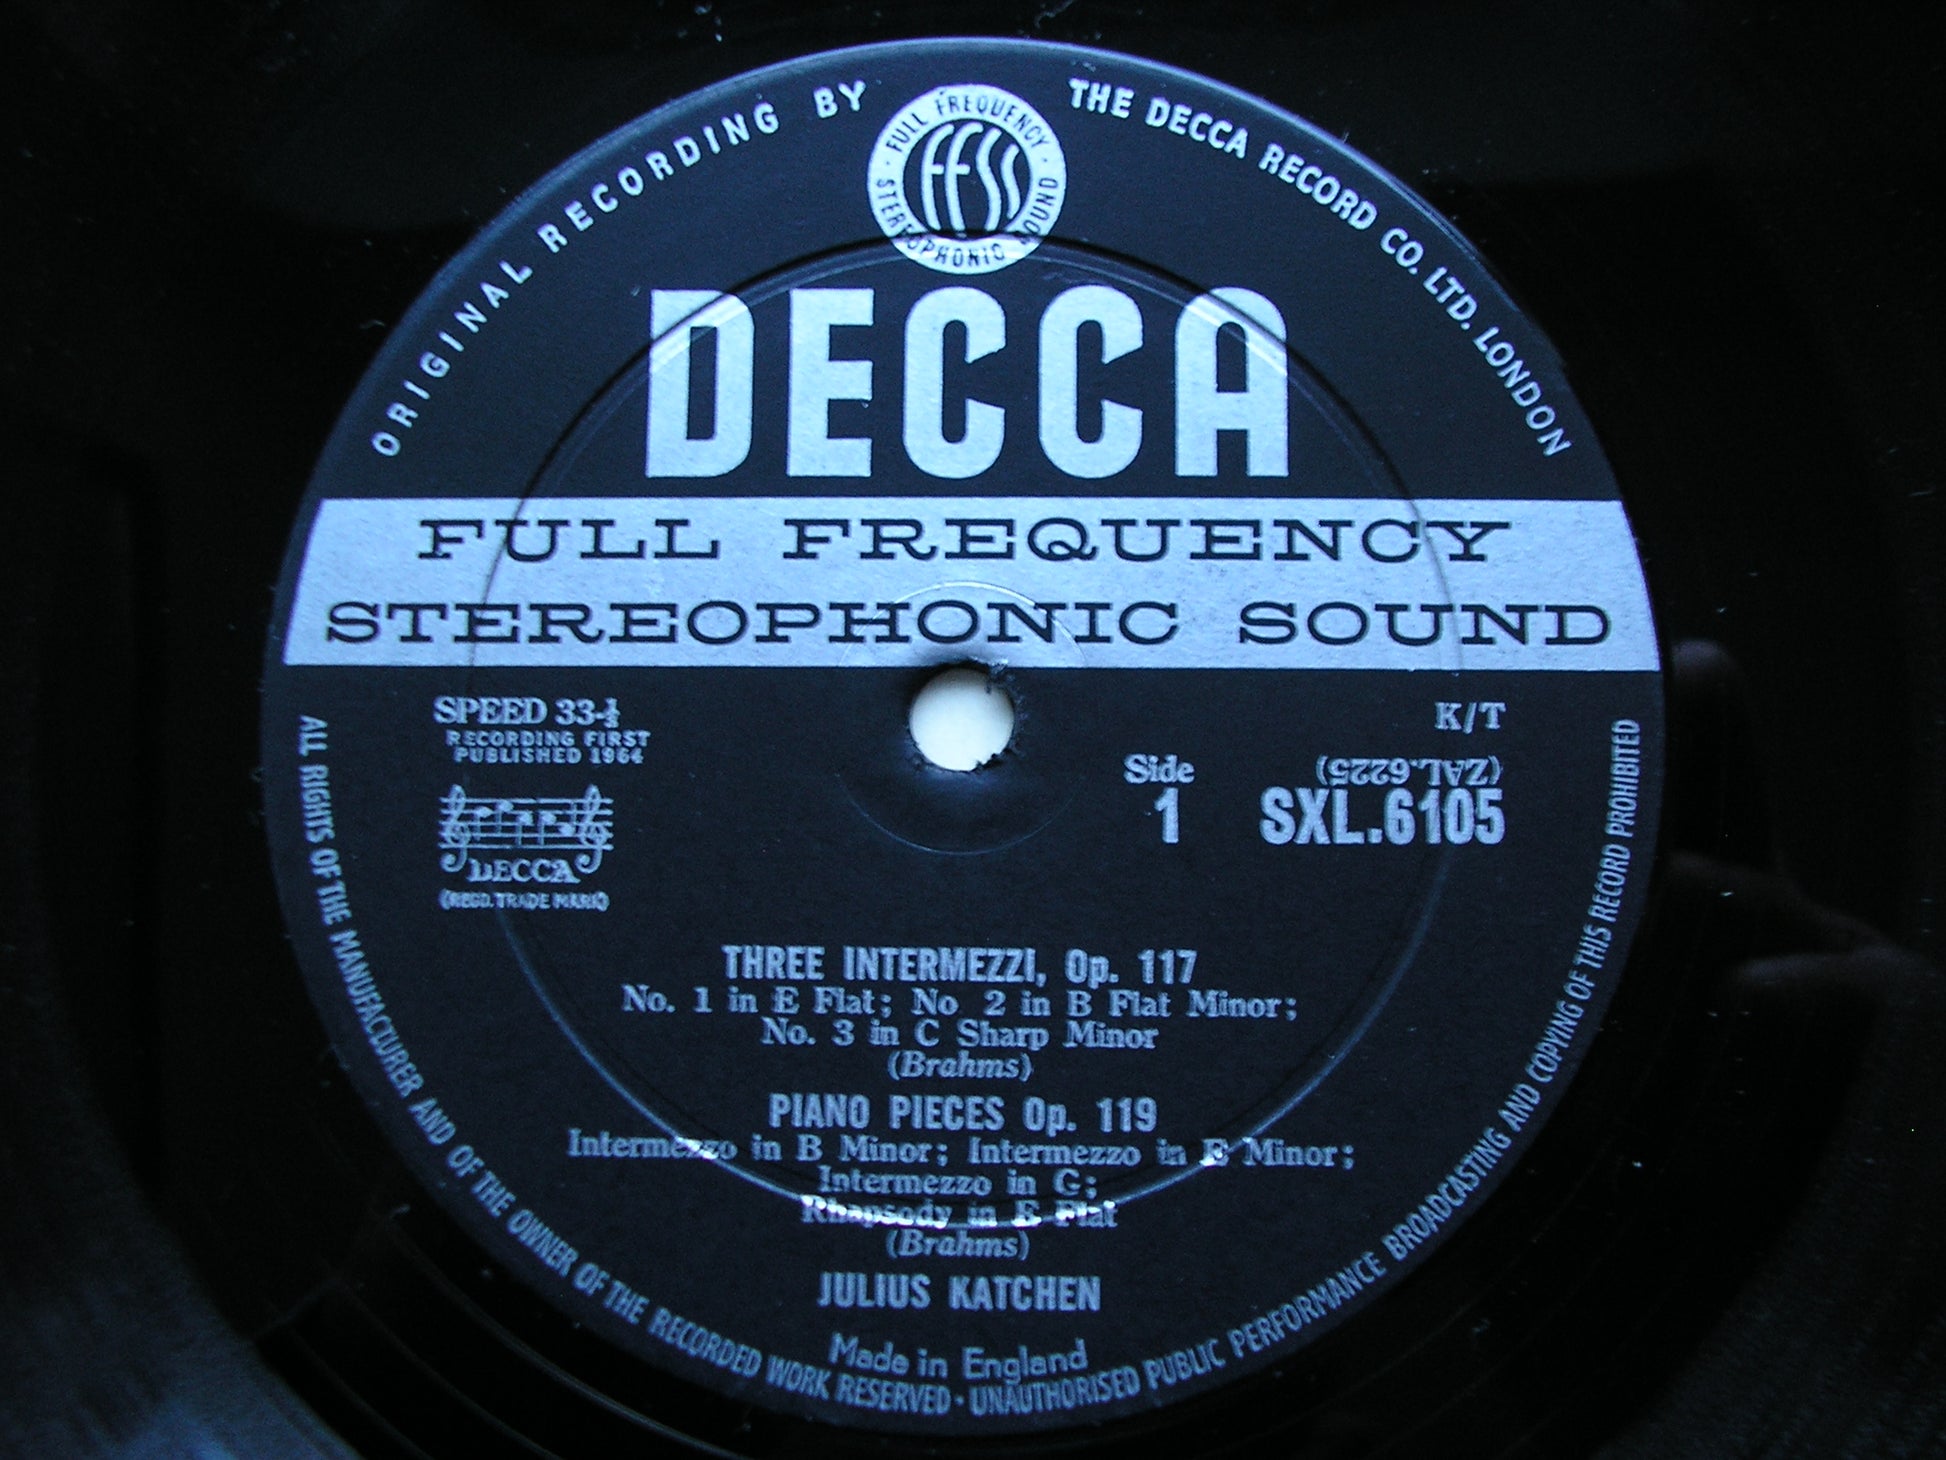 ORIGINAL RECORDING BY THE DECCA RECORD CO. LTD. LONDON
· FULL FREQUENCY · STEREOPHONIC SOUND
FFSS
DECCA
FULL FREQUENCY
STEREOPHONIC SOUND
SPEED 33-⅓
RECORDING FIRST
PUBLISHED 1964
DECCA
(REGD. TRADE MARK)
K/T
(ZAL.6225)
Side
1
SXL.6105
THREE INTERMEZZI, Op. 117
No. 1 in E Flat; No. 2 in B Flat Minor;
No. 3 in C Sharp Minor
(Brahms)
PIANO PIECES Op. 119
Intermezzo in B Minor; Intermezzo in E Minor;
Intermezzo in G;
Rhapsody in E Flat
(Brahms)
JULIUS KATCHEN
Made in England
ALL RIGHTS OF THE MANUFACTURER AND OF THE OWNER OF THE RECORDED WORK RESERVED · UNAUTHORISED PUBLIC PERFORMANCE BROADCASTING AND COPYING OF THIS RECORD PROHIBITED